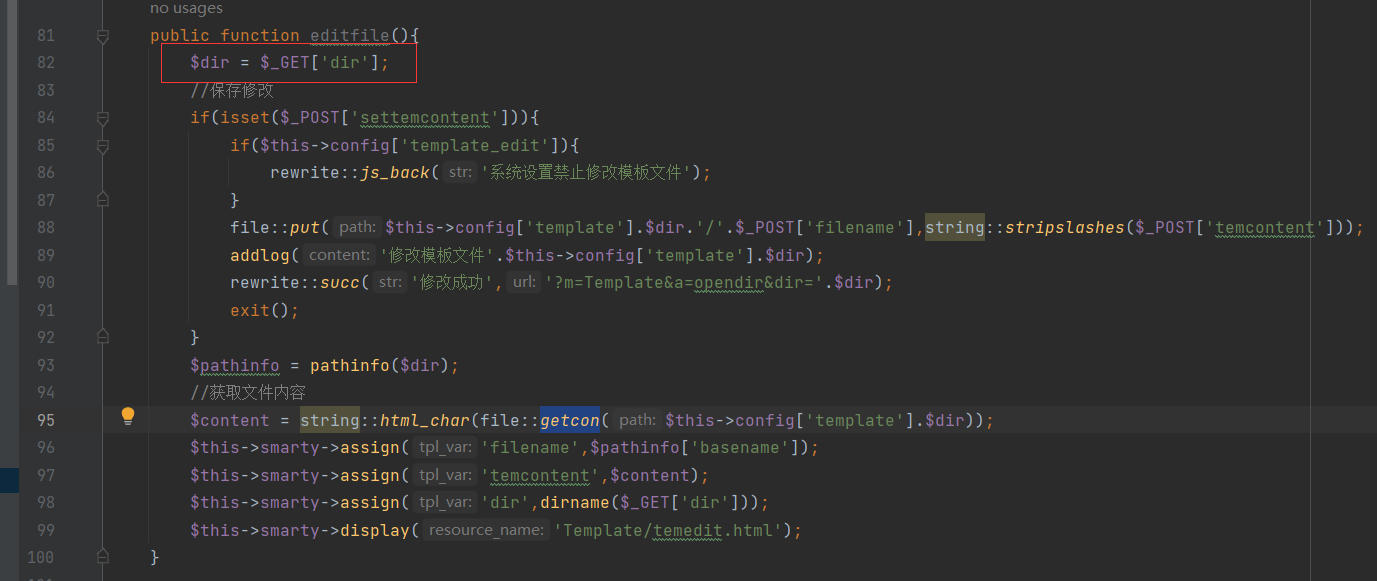 no usages
81 public function editfile(){
82 $dir = $_GET['dir'];
83 //保存修改
84 if(isset($_POST['settemcontent'])){
85 if($this->config['template_edit']){
86 rewrite::js_back( str: '系统设置禁止修改模板文件');
87 }
88 file::put( path: $this->config['template'].$dir.'/'.$_POST['filename'],string::stripslashes($_POST['temcontent']));
89 addlog( content: '修改模板文件'.$this->config['template'].$dir);
90 rewrite::succ( str: '修改成功', url: '?m=Template&a=opendir&dir='.$dir);
91 exit();
92 }
93 $pathinfo = pathinfo($dir);
94 //获取文件内容
95 $content = string::html_char(file::getcon( path: $this->config['template'].$dir));
96 $this->smarty->assign( tpl_var: 'filename',$pathinfo['basename']);
97 $this->smarty->assign( tpl_var: 'temcontent',$content);
98 $this->smarty->assign( tpl_var: 'dir',dirname($_GET['dir']));
99 $this->smarty->display( resource_name: 'Template/temedit.html');
100 }